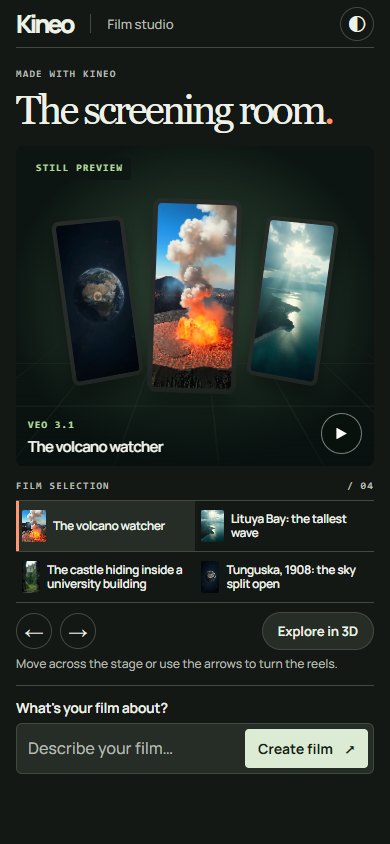 Kineo
Film studio
MADE WITH KINEO
The screening room.
STILL PREVIEW
VEO 3.1
The volcano watcher
FILM SELECTION
/ 04
The volcano watcher
Lituya Bay: the tallest
wave
The castle hiding inside a
university building
Tunguska, 1908: the sky
split open
← →
Explore in 3D
Move across the stage or use the arrows to turn the reels.
What's your film about?
Describe your film…
Create film ↗